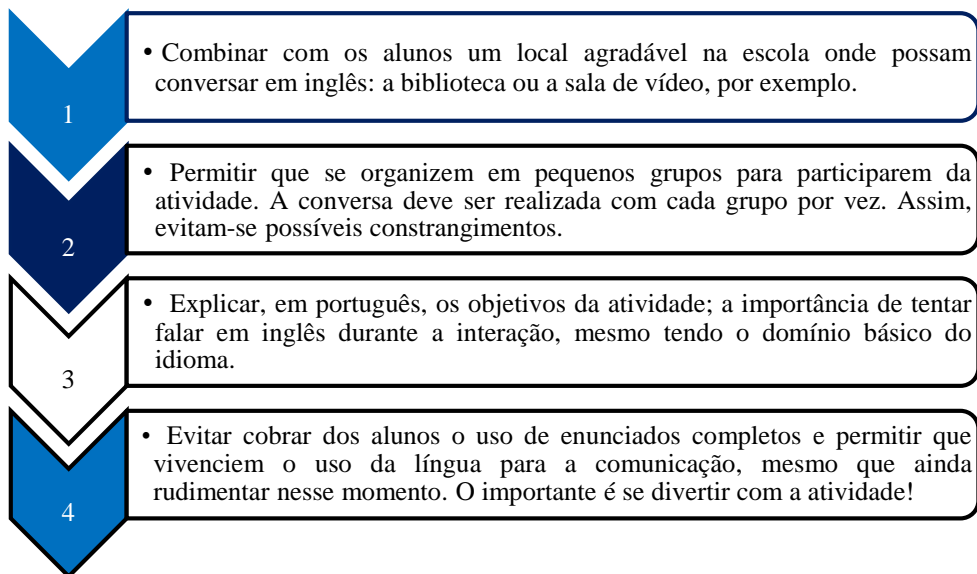 1
• Combinar com os alunos um local agradável na escola onde possam
conversar em inglês: a biblioteca ou a sala de vídeo, por exemplo.
2
• Permitir que se organizem em pequenos grupos para participarem da
atividade. A conversa deve ser realizada com cada grupo por vez. Assim,
evitam-se possíveis constrangimentos.
3
• Explicar, em português, os objetivos da atividade; a importância de tentar
falar em inglês durante a interação, mesmo tendo o domínio básico do
idioma.
4
• Evitar cobrar dos alunos o uso de enunciados completos e permitir que
vivenciem o uso da língua para a comunicação, mesmo que ainda
rudimentar nesse momento. O importante é se divertir com a atividade!